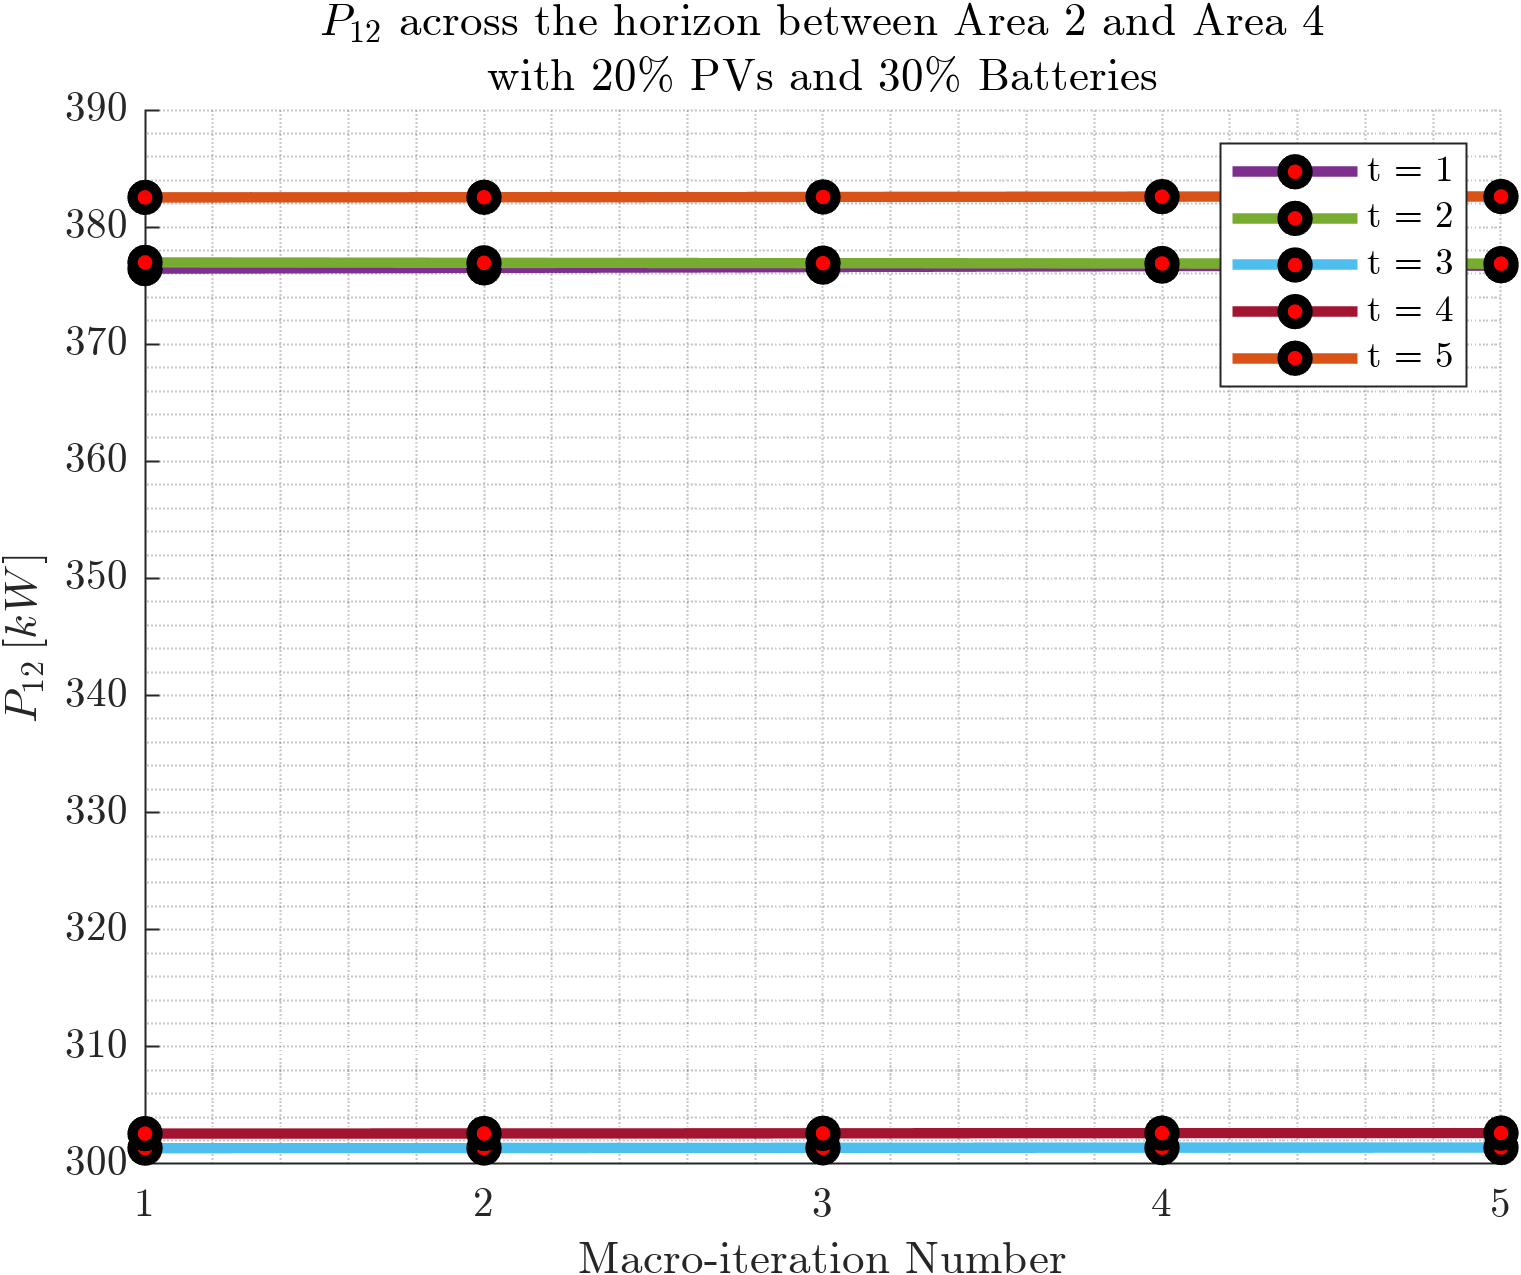 P₁₂ across the horizon between Area 2 and Area 4
with 20% PVs and 30% Batteries
390
380
370
360
350
340
330
320
310
300
P₁₂ [kW]
t = 1
t = 2
t = 3
t = 4
t = 5
1 2 3 4 5
Macro-iteration Number